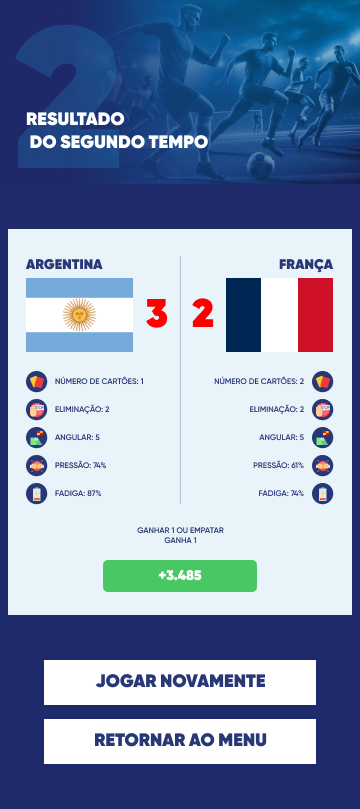 2
RESULTADO
DO SEGUNDO TEMPO
ARGENTINA
FRANÇA
3
2
NÚMERO DE CARTÕES: 1
ELIMINAÇÃO: 2
ANGULAR: 5
PRESSÃO: 74%
FADIGA: 87%
NÚMERO DE CARTÕES: 2
ELIMINAÇÃO: 2
ANGULAR: 5
PRESSÃO: 61%
FADIGA: 74%
GANHAR 1 OU EMPATAR
GANHA 1
+3.485
JOGAR NOVAMENTE
RETORNAR AO MENU